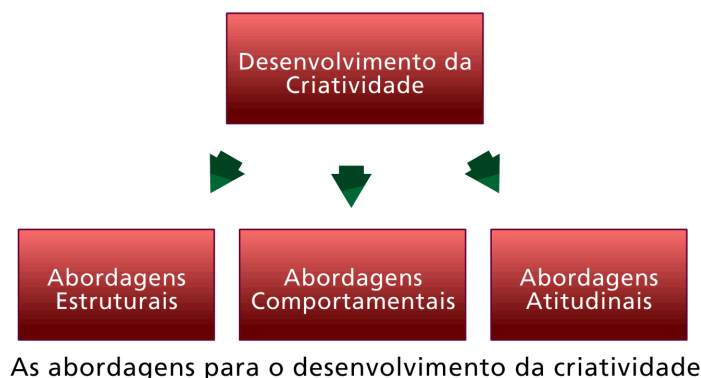 Desenvolvimento da
Criatividade
Abordagens
Estruturais
Abordagens
Comportamentais
Abordagens
Atitudinais
As abordagens para o desenvolvimento da criatividade